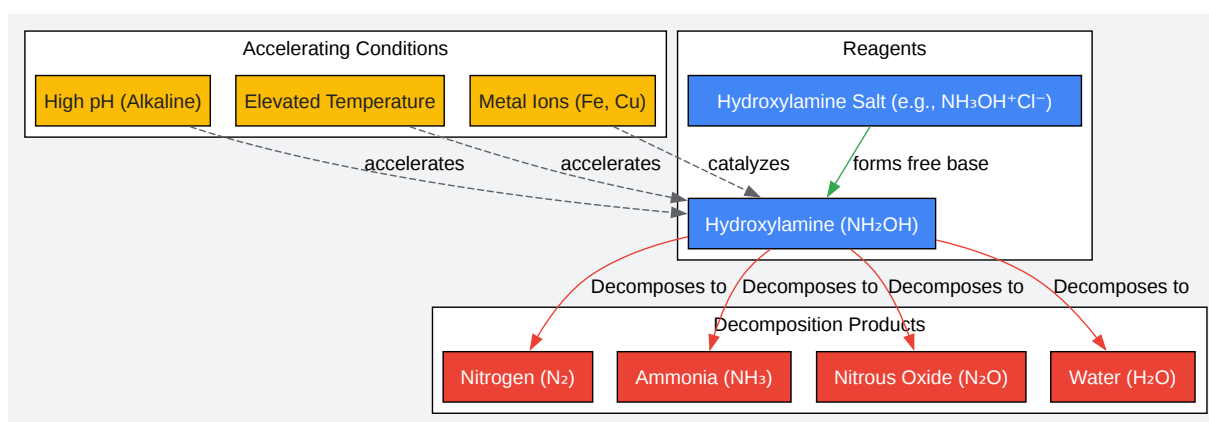 Accelerating Conditions
Reagents
High pH (Alkaline)
Elevated Temperature
Metal Ions (Fe, Cu)
Hydroxylamine Salt (e.g., NH₃OH⁺Cl⁻)
accelerates
accelerates
catalyzes
forms free base
Hydroxylamine (NH₂OH)
Decomposes to
Decomposes to
Decomposes to
Decomposes to
Decomposition Products
Nitrogen (N₂)
Ammonia (NH₃)
Nitrous Oxide (N₂O)
Water (H₂O)